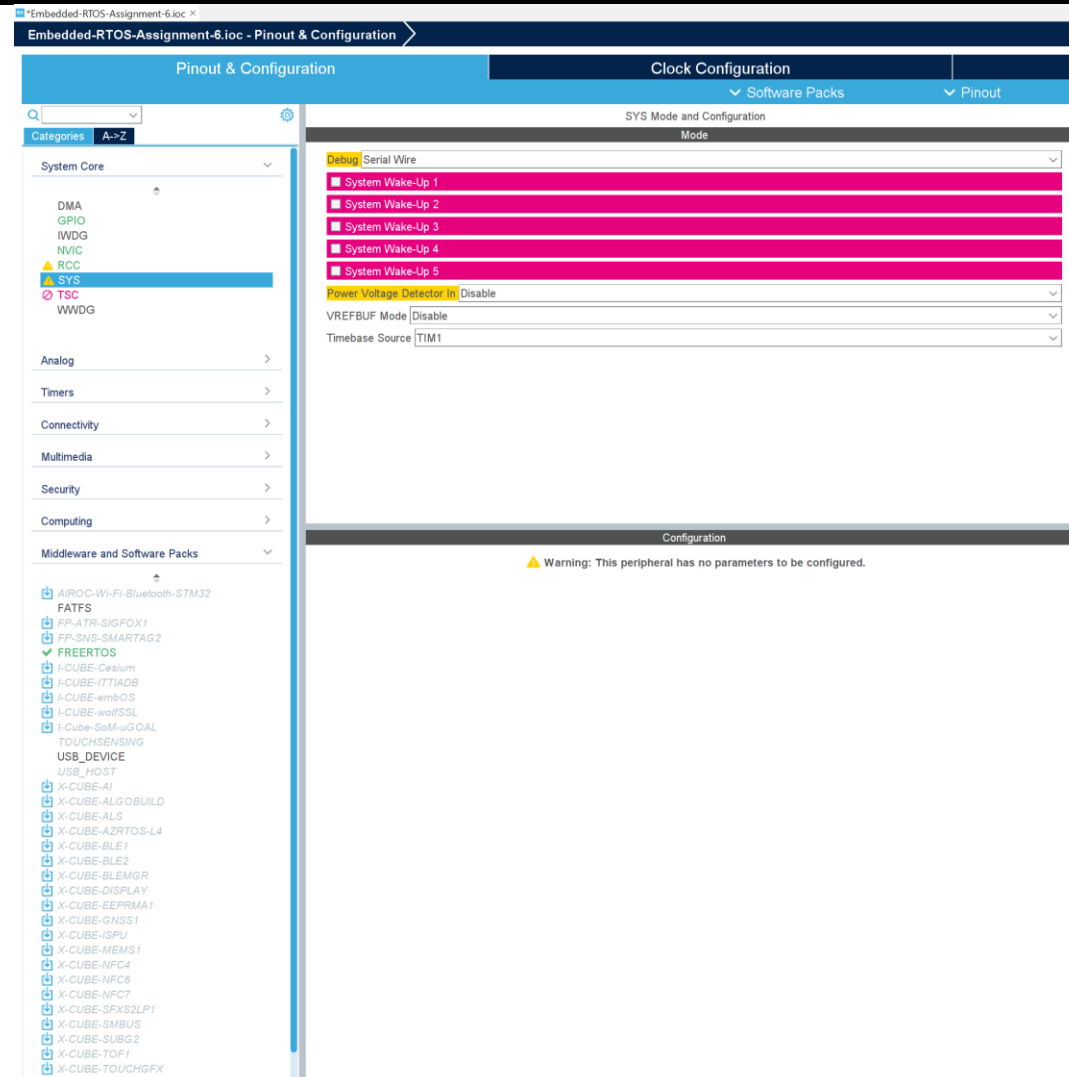 *Embedded-RTOS-Assignment-6.ioc ×
Embedded-RTOS-Assignment-6.ioc - Pinout & Configuration
Pinout & Configuration
Clock Configuration
Software Packs
Pinout
Categories
A->Z
System Core
DMA
GPIO
IWDG
NVIC
RCC
SYS
TSC
WWDG
Analog
Timers
Connectivity
Multimedia
Security
Computing
Middleware and Software Packs
AIROC-Wi-Fi-Bluetooth-STM32
FATFS
FP-ATR-SIGFOX1
FP-SNS-SMARTAG2
FREERTOS
I-CUBE-Cesium
I-CUBE-ITTIADB
I-CUBE-embOS
I-CUBE-wolfSSL
I-Cube-SoM-uGOAL
TOUCHSENSING
USB_DEVICE
USB_HOST
X-CUBE-AI
X-CUBE-ALGOBUILD
X-CUBE-ALS
X-CUBE-AZRTOS-L4
X-CUBE-BLE1
X-CUBE-BLE2
X-CUBE-BLEMGR
X-CUBE-DISPLAY
X-CUBE-EEPRMA1
X-CUBE-GNSS1
X-CUBE-ISPU
X-CUBE-MEMS1
X-CUBE-NFC4
X-CUBE-NFC6
X-CUBE-NFC7
X-CUBE-SFXS2LP1
X-CUBE-SMBUS
X-CUBE-SUBG2
X-CUBE-TOF1
X-CUBE-TOUCHGFX
SYS Mode and Configuration
Mode
Debug Serial Wire
System Wake-Up 1
System Wake-Up 2
System Wake-Up 3
System Wake-Up 4
System Wake-Up 5
Power Voltage Detector In Disable
VREFBUF Mode Disable
Timebase Source TIM1
Configuration
Warning: This peripheral has no parameters to be configured.